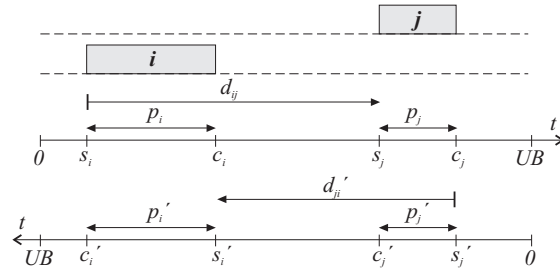 j
i
d_ij
p_i p_j t
0 s_i c_i s_j c_j UB
d_ji´
t p_i´ p_j´
UB c_i´ s_i´ c_j´ s_j´ 0